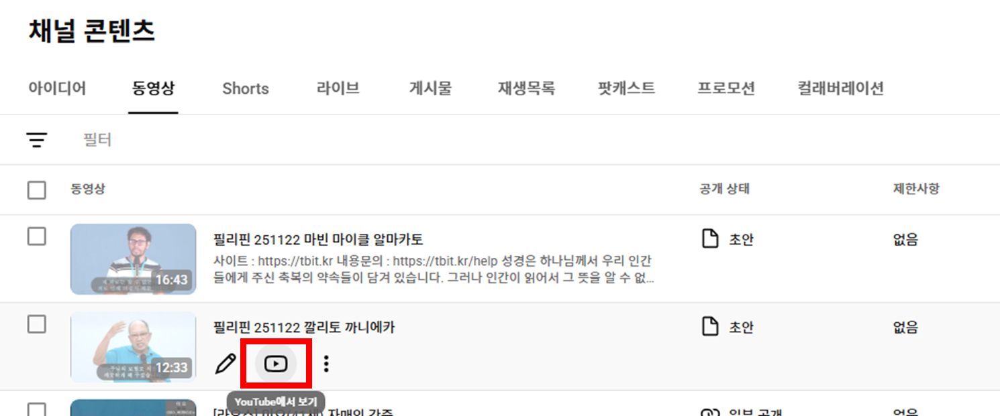 채널 콘텐츠
아이디어 동영상 Shorts 라이브 게시물 재생목록 팟캐스트 프로모션 컬래버레이션
필터
동영상 공개 상태 제한사항
필리핀 251122 마빈 마이클 알마카토 초안 없음
사이트 : https://tbit.kr 내용문의 : https://tbit.kr/help 성경은 하나님께서 우리 인간
들에게 주신 축복의 약속들이 담겨 있습니다. 그러나 인간이 읽어서 그 뜻을 알 수 없...
16:43
필리핀 251122 깔리토 까니에카 초안 없음
12:33
YouTube에서 보기
자매의 간증 일부 공개 없음